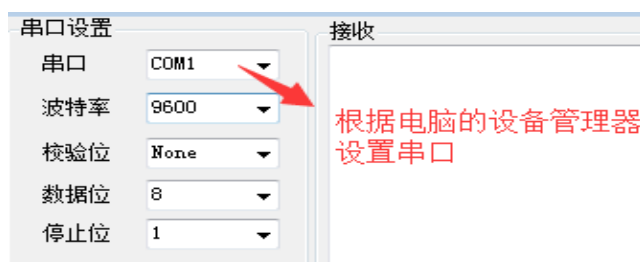 串口设置
接收
串口 COM1
波特率 9600
校验位 None
数据位 8
停止位 1
根据电脑的设备管理器
设置串口